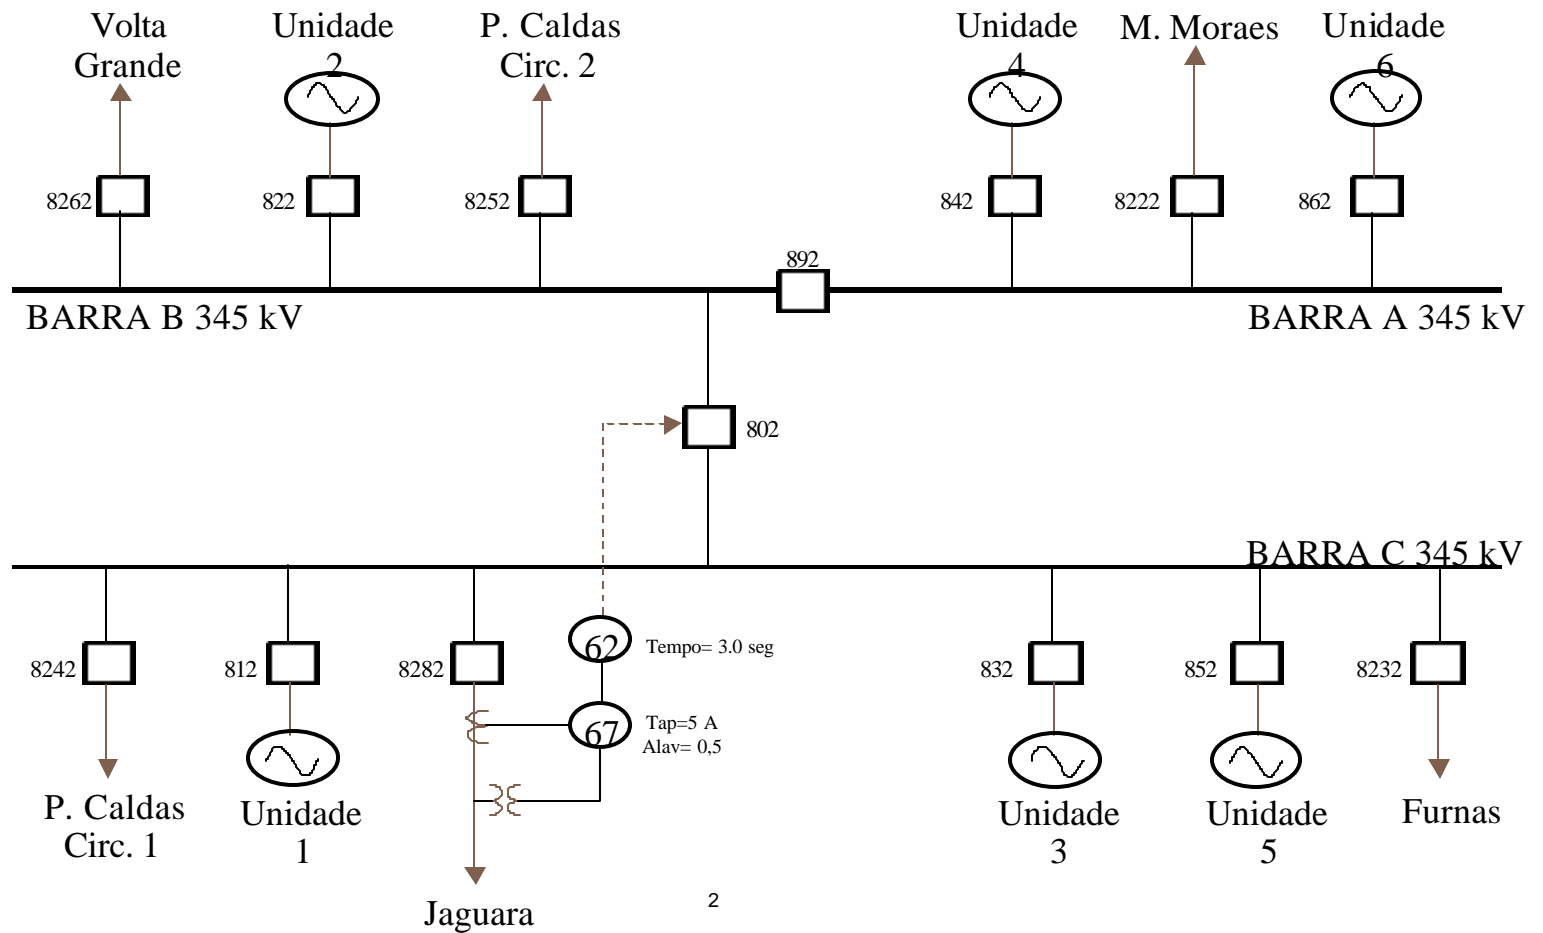 Volta
Grande
Unidade
2
P. Caldas
Circ. 2
Unidade
4
M. Moraes
Unidade
6
8262
822
8252
842
8222
862
892
BARRA B 345 kV
BARRA A 345 kV
802
BARRA C 345 kV
8242
812
8282
62
Tempo= 3.0 seg
832
852
8232
67
Tap=5 A
Alav= 0,5
P. Caldas
Circ. 1
Unidade
1
Unidade
3
Unidade
5
Furnas
Jaguara
2